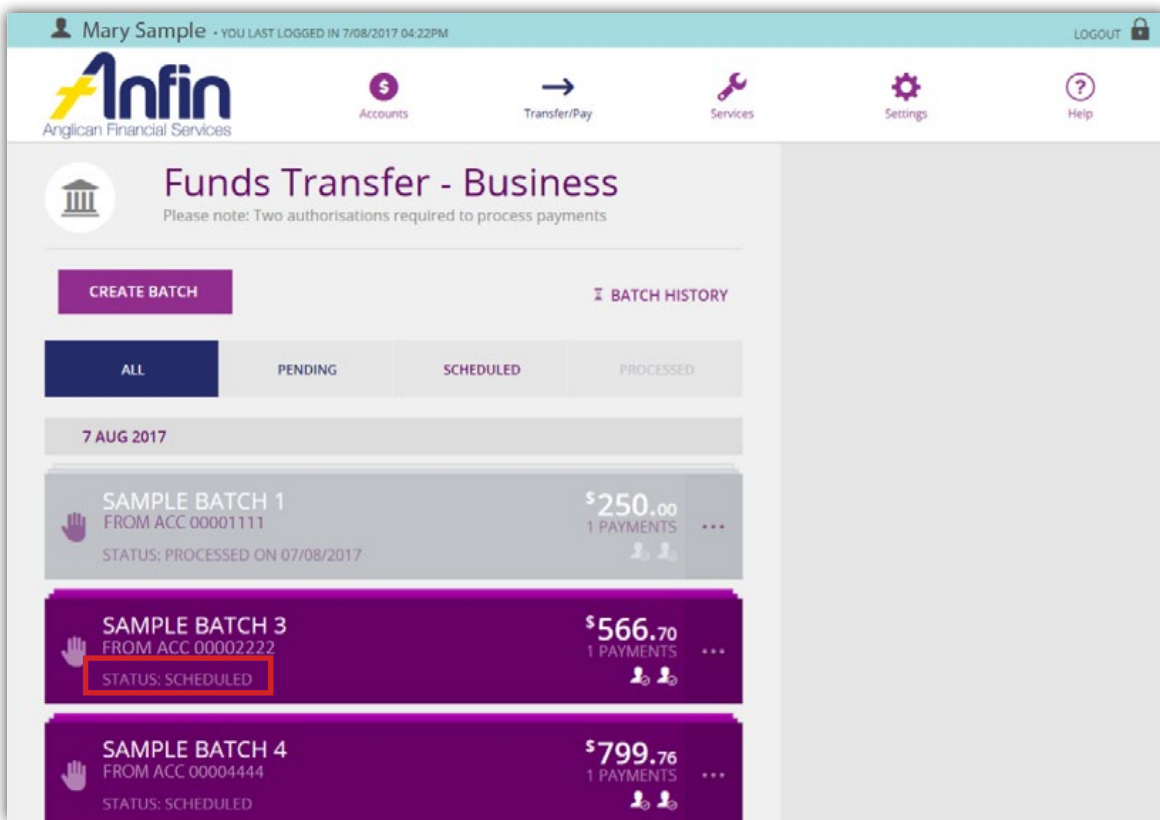 Mary Sample • YOU LAST LOGGED IN 7/08/2017 04:22PM
LOGOUT
Anfin
Anglican Financial Services
$
Accounts
Transfer/Pay
Services
Settings
?
Help
Funds Transfer - Business
Please note: Two authorisations required to process payments
CREATE BATCH
BATCH HISTORY
ALL
PENDING
SCHEDULED
PROCESSED
7 AUG 2017
SAMPLE BATCH 1
FROM ACC 00001111
STATUS: PROCESSED ON 07/08/2017
$250.00
1 PAYMENTS
...
SAMPLE BATCH 3
FROM ACC 00002222
STATUS: SCHEDULED
$566.70
1 PAYMENTS
...
SAMPLE BATCH 4
FROM ACC 00004444
STATUS: SCHEDULED
$799.76
1 PAYMENTS
...